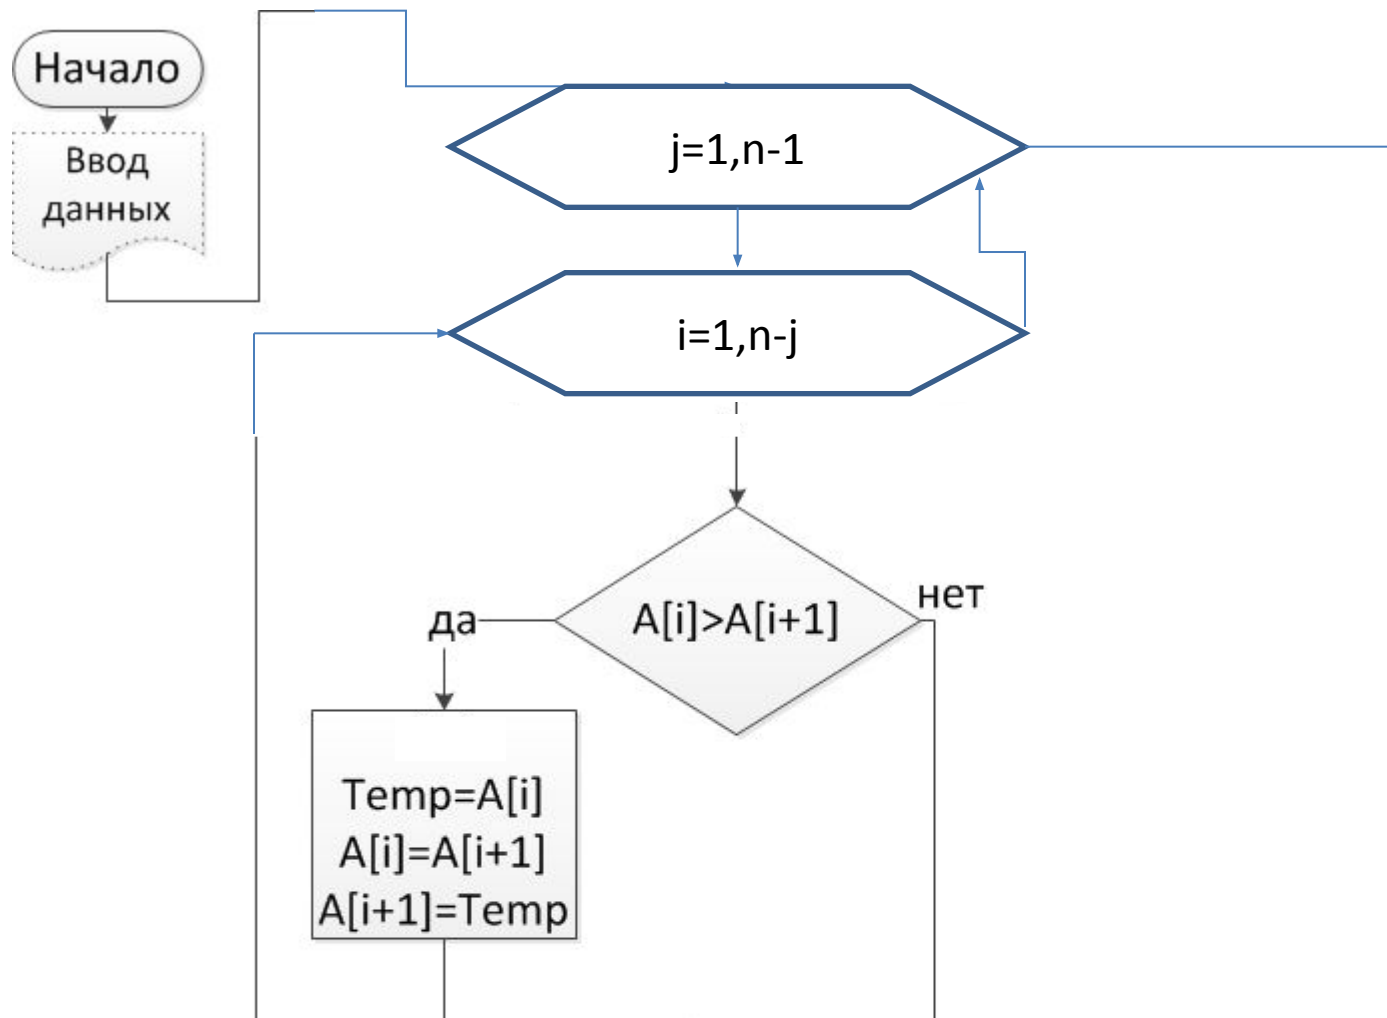 Начало
Ввод
данных
j=1,n-1
i=1,n-j
A[i]>A[i+1]
да
нет
Temp=A[i]
A[i]=A[i+1]
A[i+1]=Temp